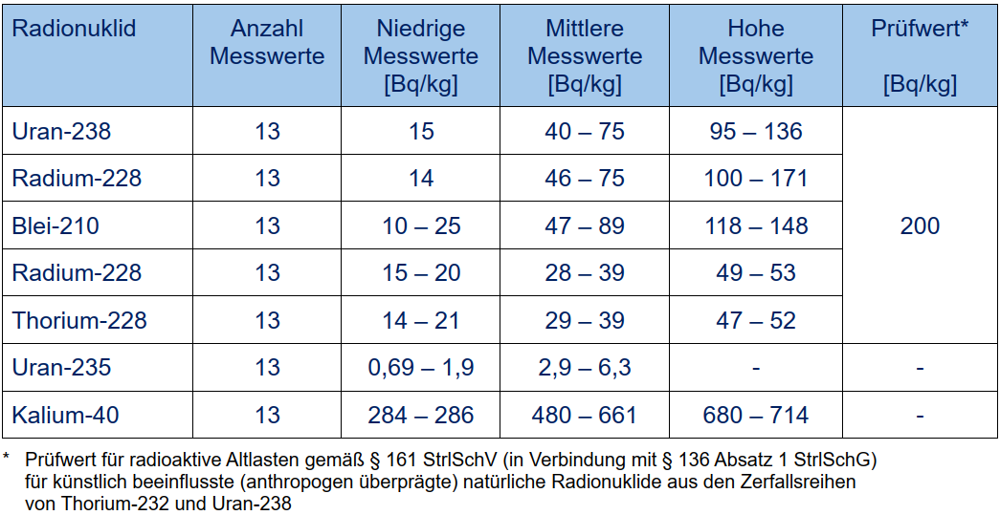 Radionuklid Anzahl Messwerte Niedrige Messwerte [Bq/kg] Mittlere Messwerte [Bq/kg] Hohe Messwerte [Bq/kg] Prüfwert* [Bq/kg]
Uran-238 13 15 40 – 75 95 – 136
Radium-228 13 14 46 – 75 100 – 171
Blei-210 13 10 – 25 47 – 89 118 – 148 200
Radium-228 13 15 – 20 28 – 39 49 – 53
Thorium-228 13 14 – 21 29 – 39 47 – 52
Uran-235 13 0,69 – 1,9 2,9 – 6,3 - -
Kalium-40 13 284 – 286 480 – 661 680 – 714 -
* Prüfwert für radioaktive Altlasten gemäß § 161 StrlSchV (in Verbindung mit § 136 Absatz 1 StrlSchG)
für künstlich beeinflusste (anthropogen überprägte) natürliche Radionuklide aus den Zerfallsreihen
von Thorium-232 und Uran-238